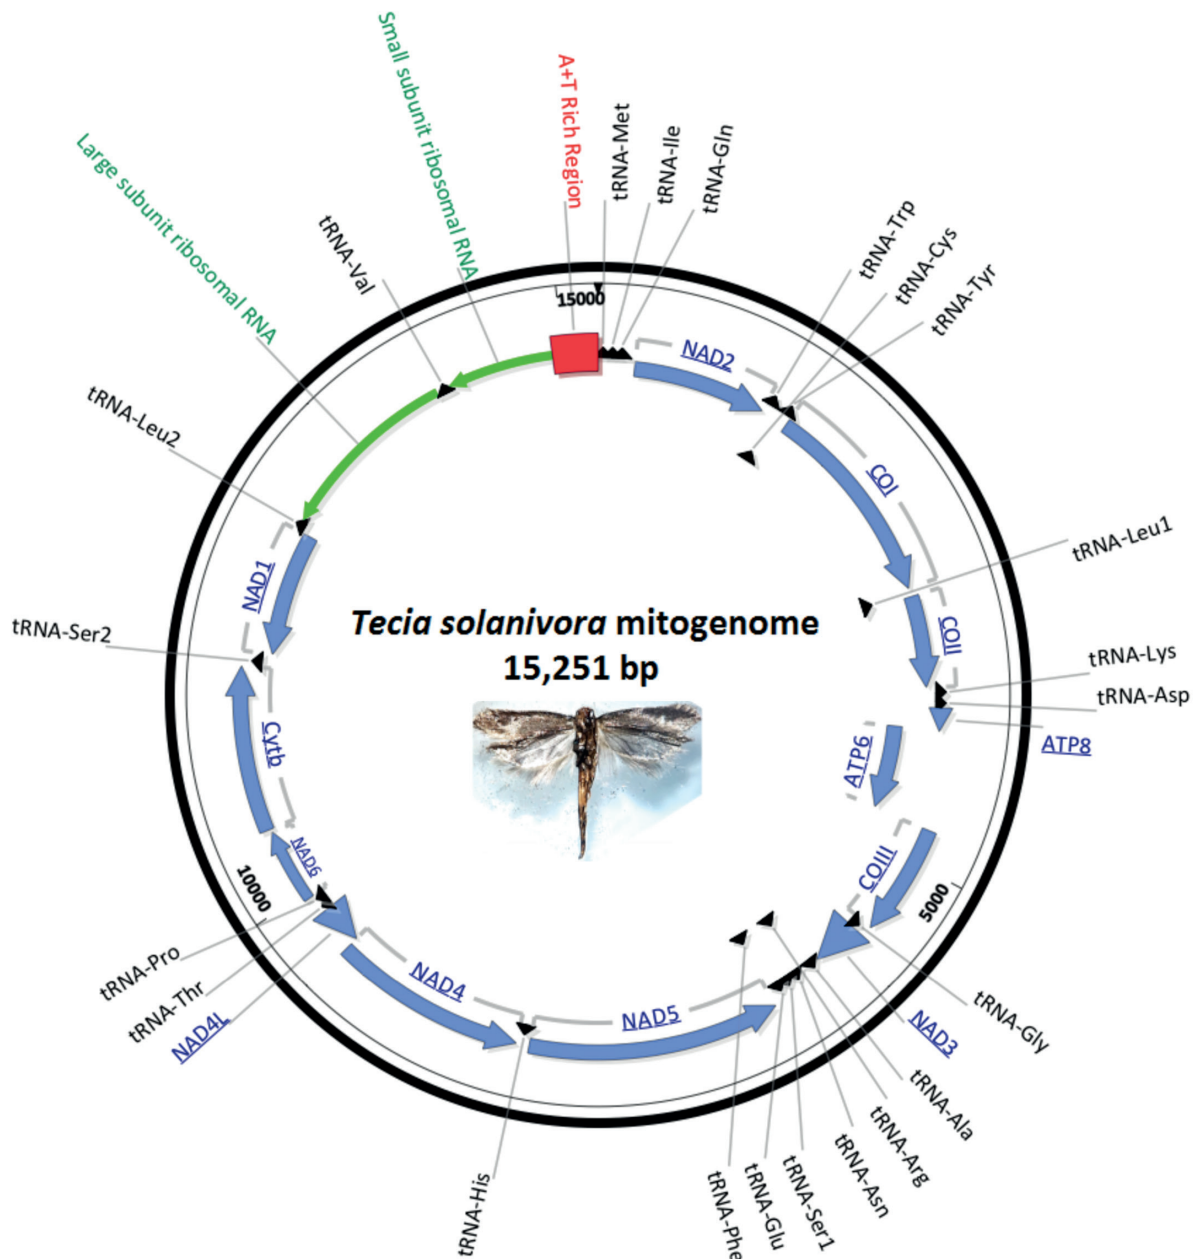 Small subunit ribosomal RNA
A+T Rich Region
tRNA-Met
tRNA-Ile
tRNA-Gln
Large subunit ribosomal RNA
tRNA-Val
tRNA-Trp
tRNA-Cys
tRNA-Tyr
15000
NAD2
tRNA-Leu2
COI
tRNA-Leu1
NAD1
tRNA-Ser2
Tecia solanivora mitogenome
15,251 bp
COII
tRNA-Lys
tRNA-Asp
ATP8
Cytb
ATP6
NAD6
COIII
10000
5000
tRNA-Pro
tRNA-Thr
NAD4L
NAD4
NAD5
tRNA-Gly
NAD3
tRNA-Ala
tRNA-Arg
tRNA-Asn
tRNA-Ser1
tRNA-Glu
tRNA-Phe
tRNA-His